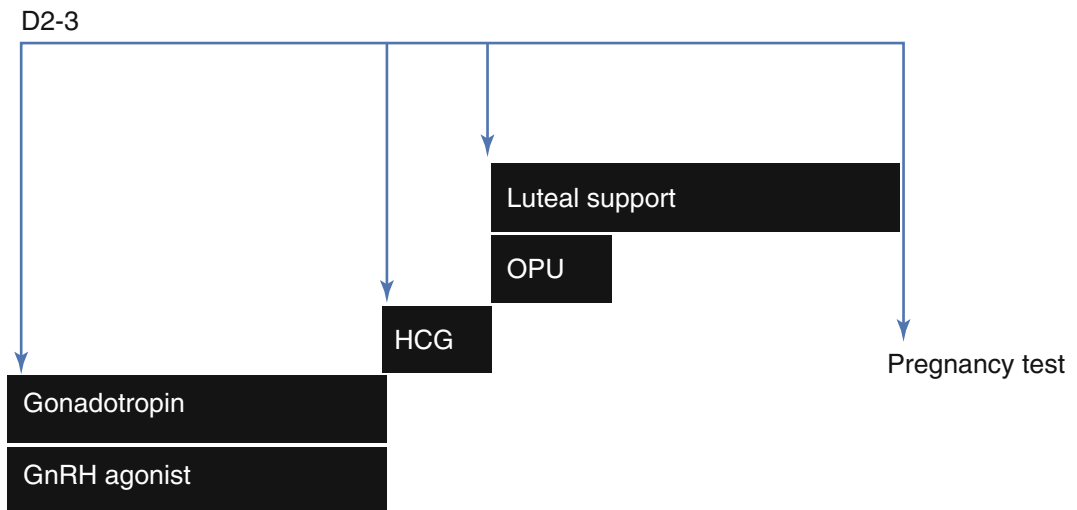 D2-3
Luteal support
OPU
HCG
Pregnancy test
Gonadotropin
GnRH agonist